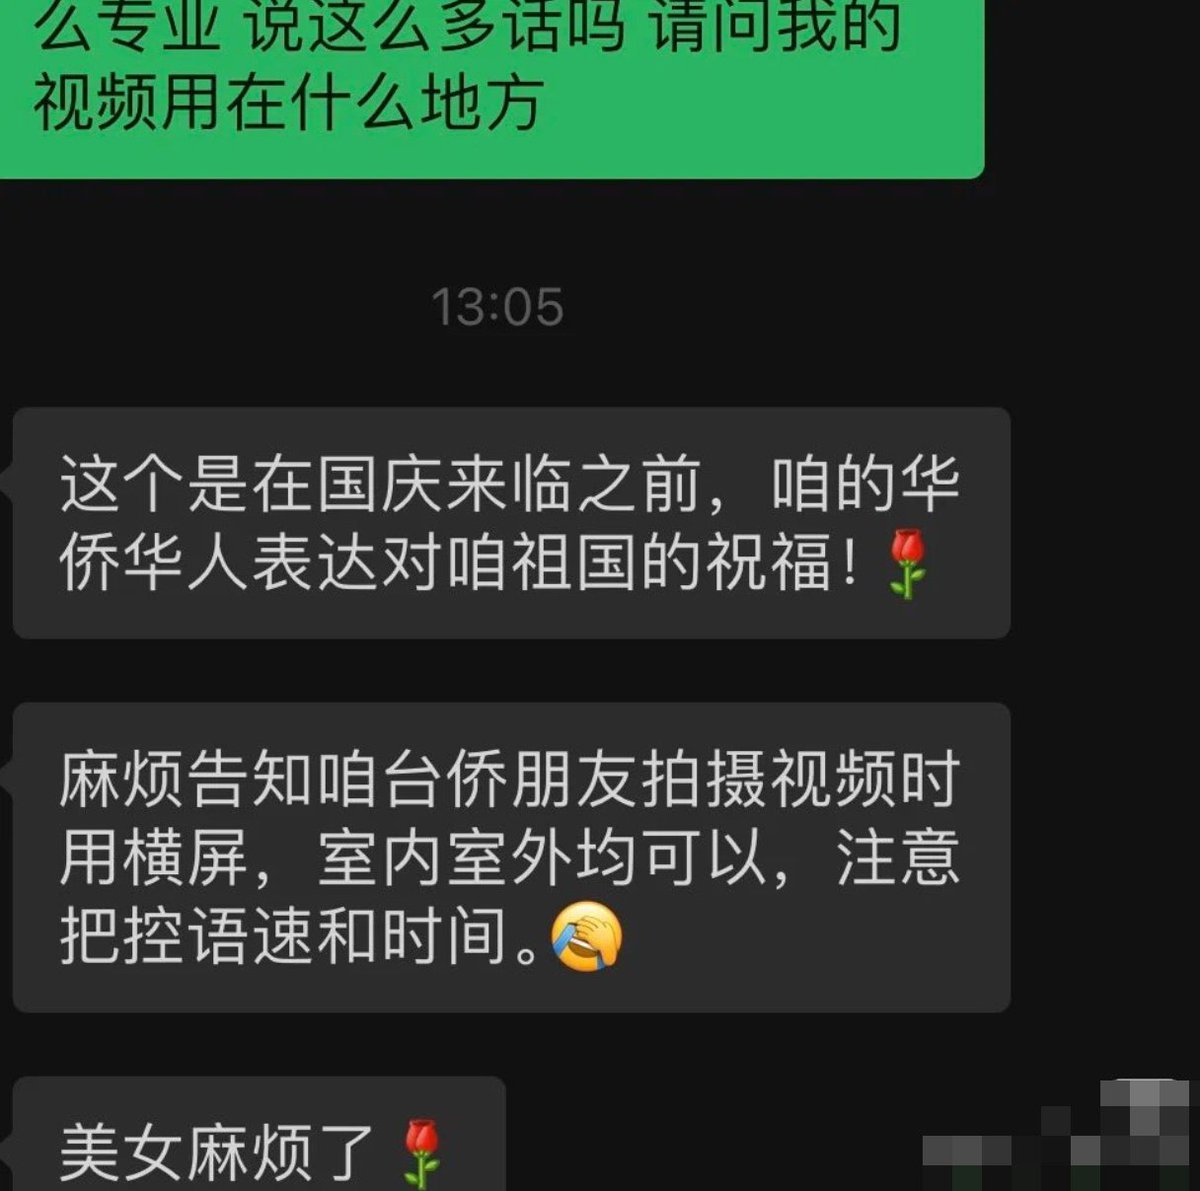 么专业 说这么多话吗 请问我的
视频用在什么地方
13:05
这个是在国庆来临之前，咱的华
侨华人表达对咱祖国的祝福！🌹
麻烦告知咱台侨朋友拍摄视频时
用横屏，室内室外均可以，注意
把控语速和时间。🤦
美女麻烦了🌹